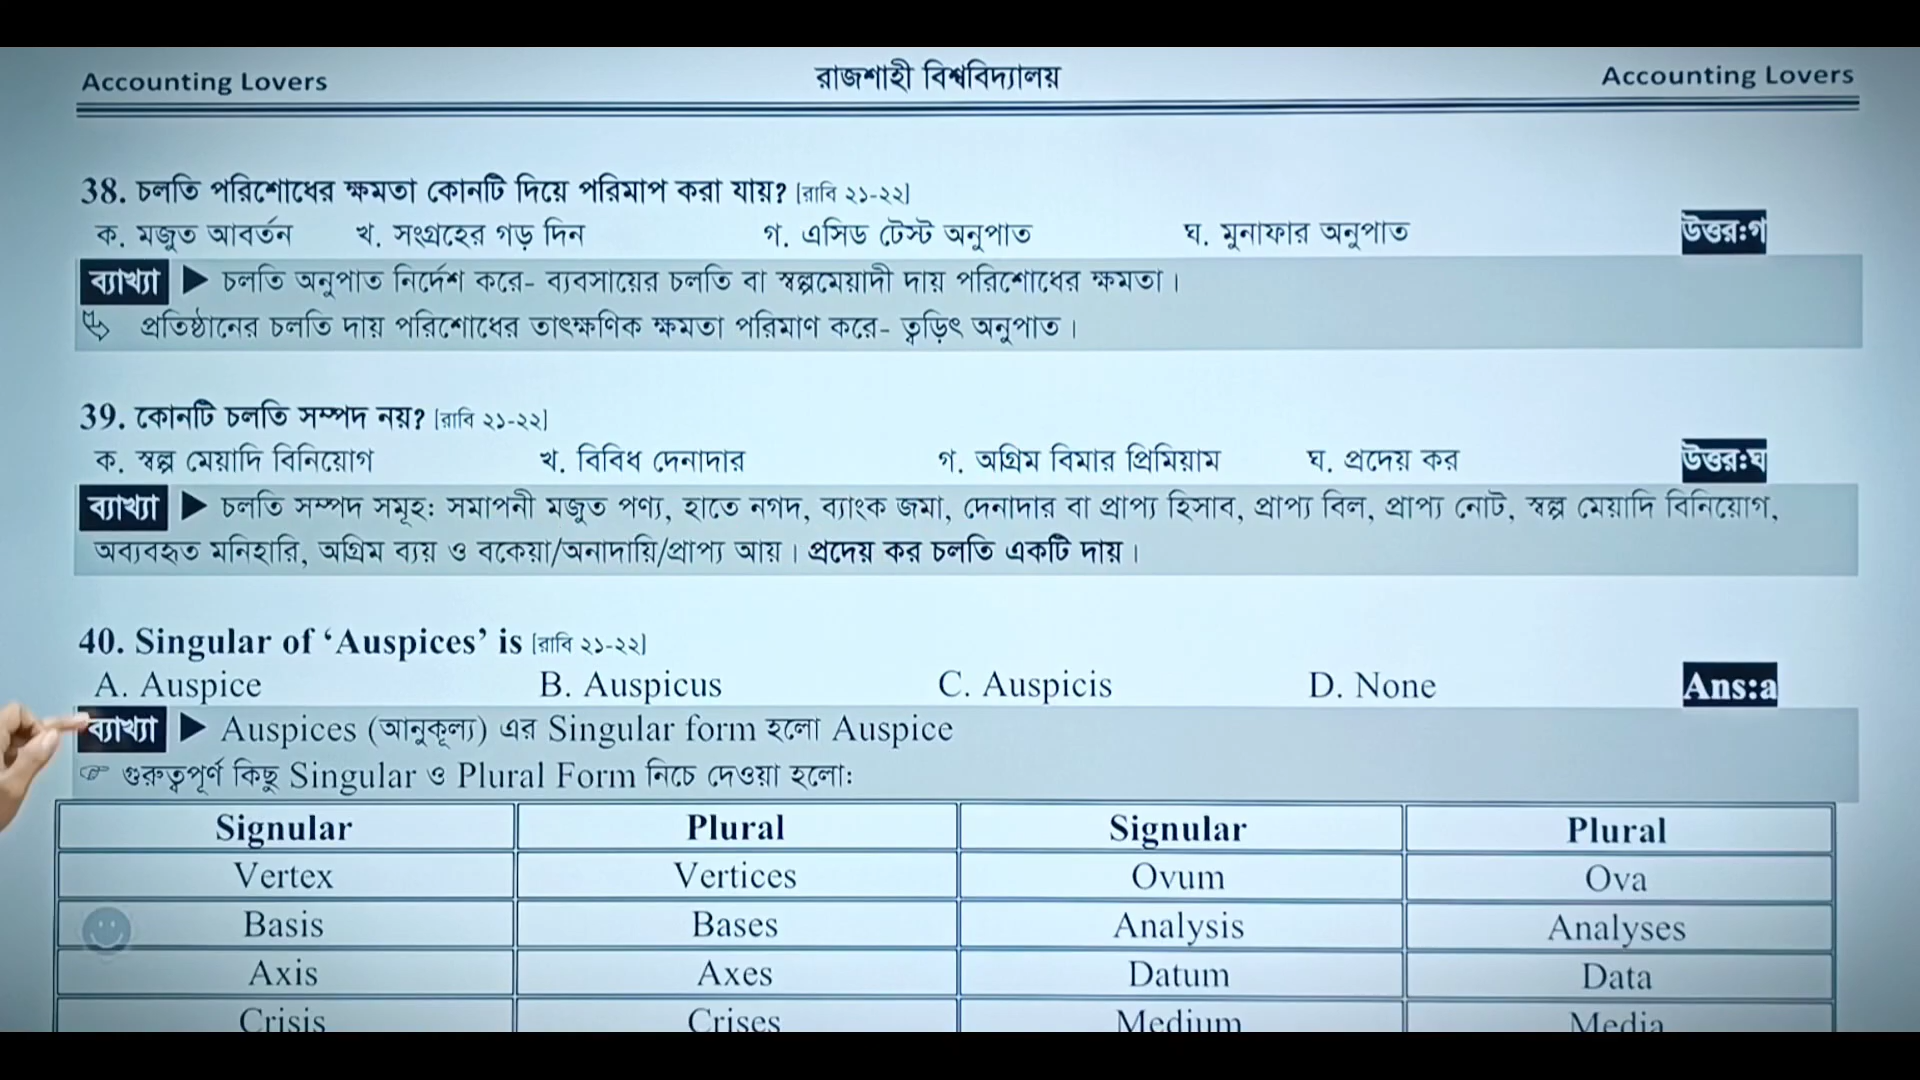 Accounting Lovers রাজশাহী বিশ্ববিদ্যালয় Accounting Lovers
38. চলতি পরিশোধের ক্ষমতা কোনটি দিয়ে পরিমাপ করা যায়? [রাবি ২১-২২]
ক. মজুত আবর্তন খ. সংগ্রহের গড় দিন গ. এসিড টেস্ট অনুপাত ঘ. মুনাফার অনুপাত উত্তর:গ
ব্যাখ্যা ▶ চলতি অনুপাত নির্দেশ করে- ব্যবসায়ের চলতি বা স্বল্পমেয়াদী দায় পরিশোধের ক্ষমতা।
প্রতিষ্ঠানের চলতি দায় পরিশোধের তাৎক্ষণিক ক্ষমতা পরিমাণ করে- ত্বড়িৎ অনুপাত।
39. কোনটি চলতি সম্পদ নয়? [রাবি ২১-২২]
ক. স্বল্প মেয়াদি বিনিয়োগ খ. বিবিধ দেনাদার গ. অগ্রিম বিমার প্রিমিয়াম ঘ. প্রদেয় কর উত্তর:ঘ
ব্যাখ্যা ▶ চলতি সম্পদ সমূহ: সমাপনী মজুত পণ্য, হাতে নগদ, ব্যাংক জমা, দেনাদার বা প্রাপ্য হিসাব, প্রাপ্য বিল, প্রাপ্য নোট, স্বল্প মেয়াদি বিনিয়োগ,
অব্যবহৃত মনিহারি, অগ্রিম ব্যয় ও বকেয়া/অনাদায়ি/প্রাপ্য আয়। প্রদেয় কর চলতি একটি দায়।
40. Singular of ‘Auspices’ is [রাবি ২১-২২]
A. Auspice B. Auspicus C. Auspicis D. None Ans:a
ব্যাখ্যা ▶ Auspices (আনুকূল্য) এর Singular form হলো Auspice
☞ গুরুত্বপূর্ণ কিছু Singular ও Plural Form নিচে দেওয়া হলো:
Signular Plural Signular Plural
Vertex Vertices Ovum Ova
Basis Bases Analysis Analyses
Axis Axes Datum Data
Crisis Crises Medium Media